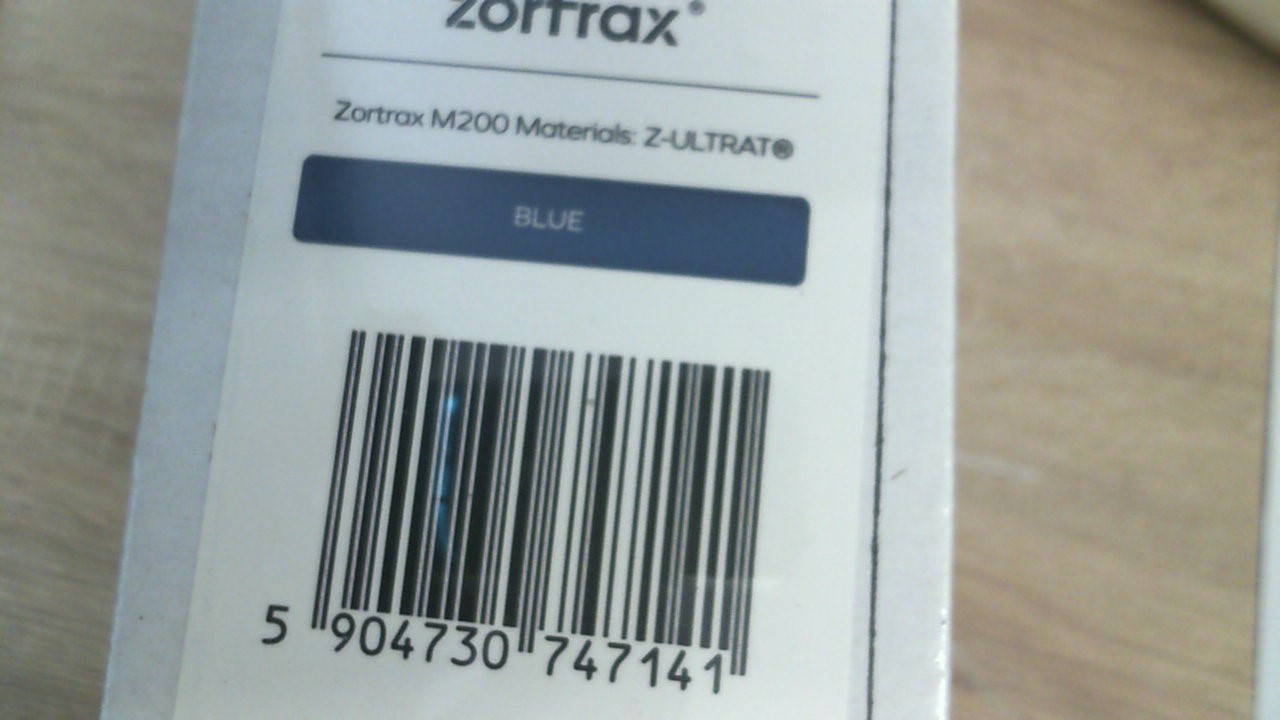 zortrax®
Zortrax M200 Materials: Z-ULTRAT®
BLUE
5 904730 747141